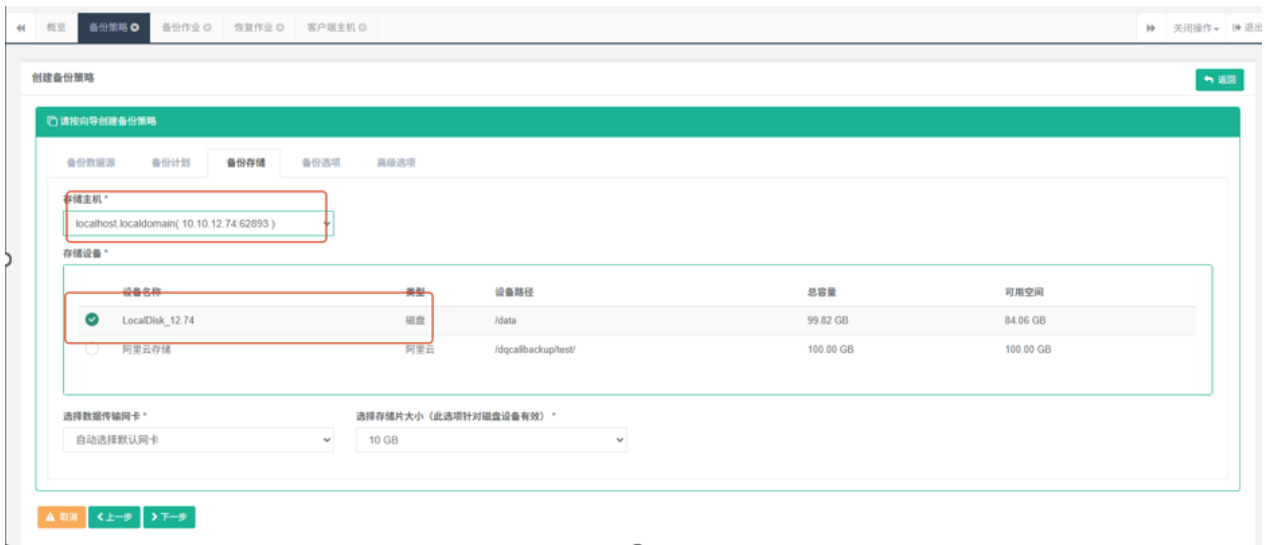 概览 备份策略 备份作业 恢复作业 客户端主机 关闭操作 退出
创建备份策略 返回
请按向导创建备份策略
备份数据源 备份计划 备份存储 备份选项 高级选项
存储主机 *
localhost.localdomain( 10.10.12.74:62893 )
存储设备 *
设备名称 类型 设备路径 总容量 可用空间
LocalDisk_12.74 磁盘 /data 99.82 GB 84.06 GB
阿里云存储 阿里云 /dqcalibackup/test/ 100.00 GB 100.00 GB
选择数据传输网卡 * 选择存储片大小（此选项针对磁盘设备有效） *
自动选择默认网卡 10 GB
取消 上一步 下一步